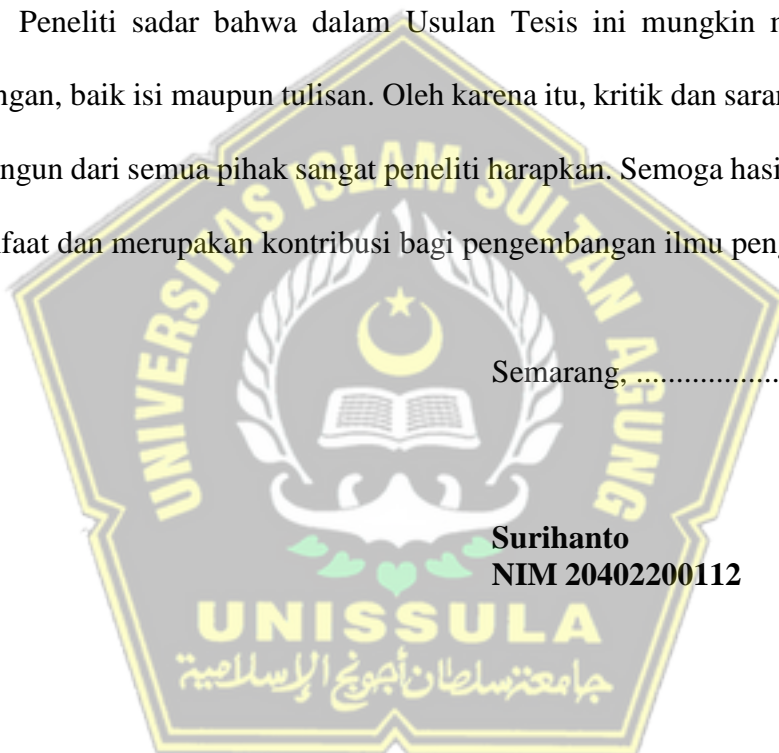 Peneliti sadar bahwa dalam Usulan Tesis ini mungkin
ngan, baik isi maupun tulisan. Oleh karena itu, kritik dan saran
ngun dari semua pihak sangat peneliti harapkan. Semoga hasi
faat dan merupakan kontribusi bagi pengembangan ilmu peng
Semarang, ..................
Surihanto
NIM 20402200112
UNIVERSITAS ISLAM SULTAN AGUNG
UNISSULA
جامعتنسلطان أجونج الإسلامية